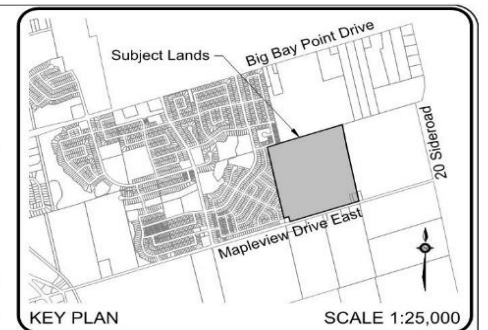 Big Bay Point Drive
Subject Lands
20 Sideroad
Mapleview Drive East
KEY PLAN
SCALE 1:25,000